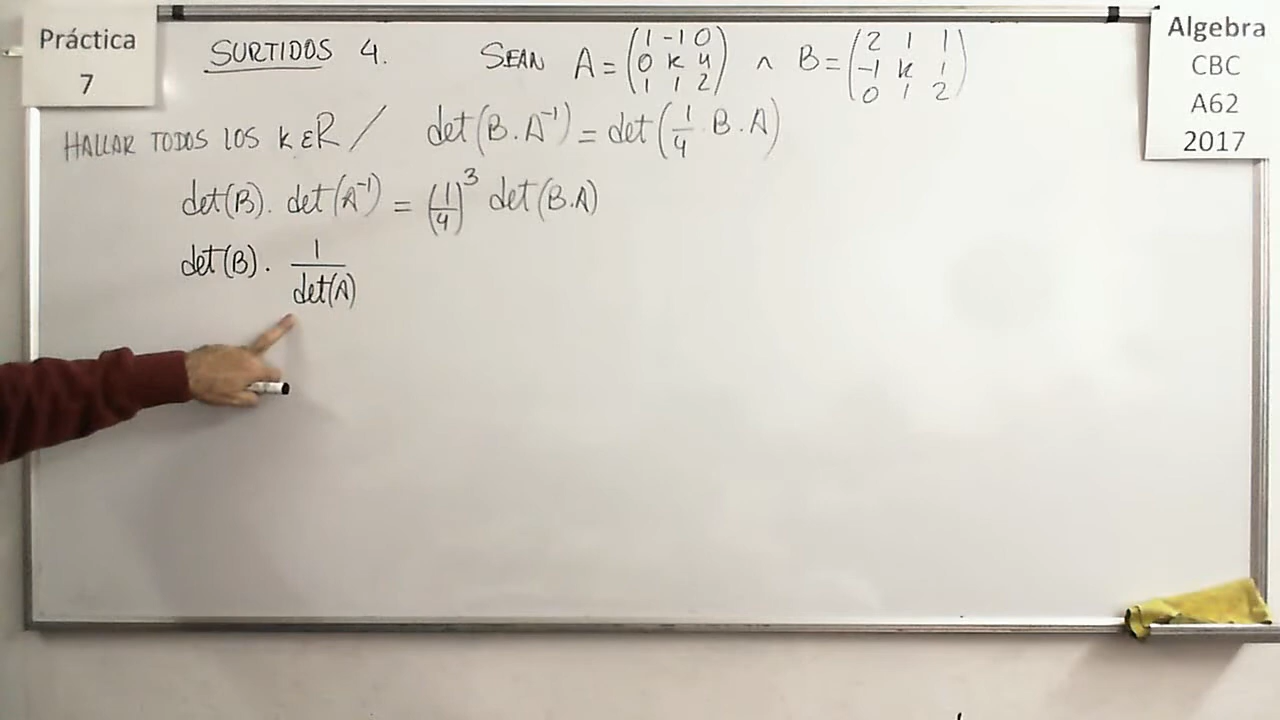 Práctica
7
SURTIDOS 4. SEAN A = (1 -1 0 / 0 k 4 / 1 1 2) ^ B = (2 1 1 / -1 k 1 / 0 1 2)
Algebra
CBC
A62
2017
HALLAR TODOS LOS K ∈ R / det(B.A⁻¹) = det(1/4 . B . A)
det(B). det(A⁻¹) = (1/4)³ det(B.A)
det(B). 1/det(A)